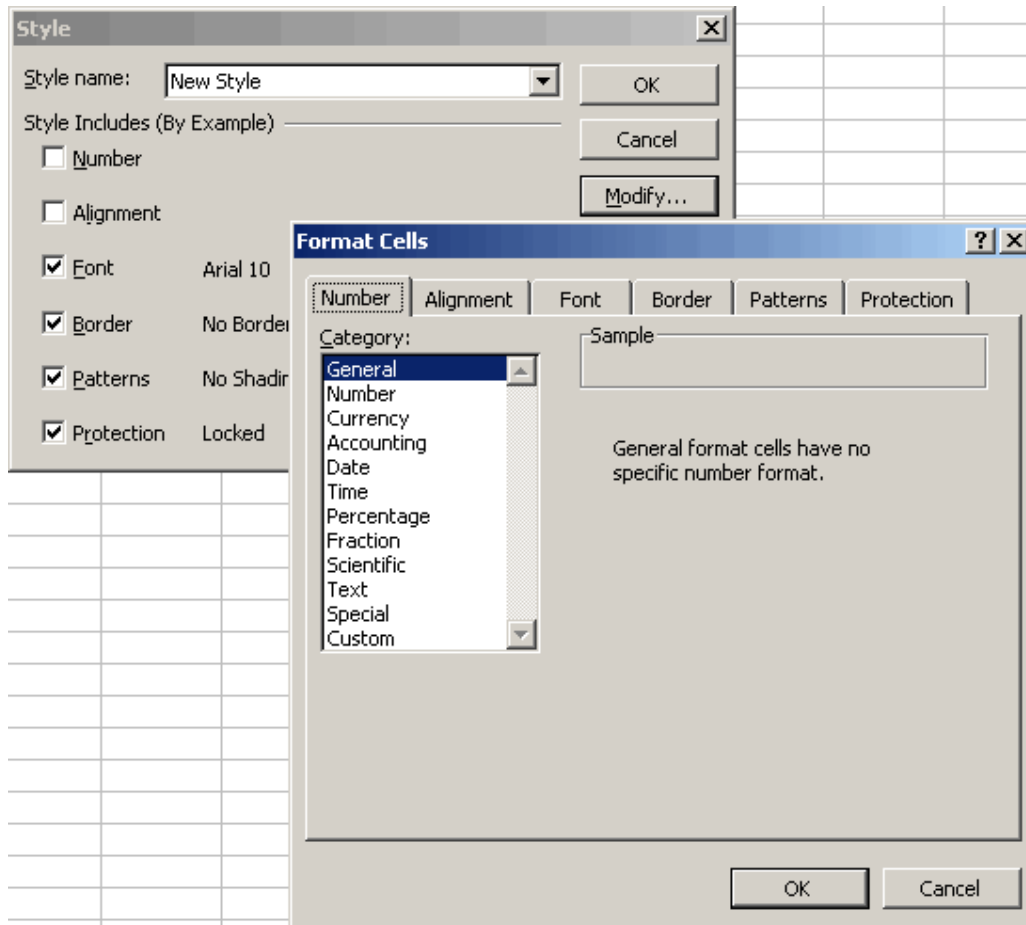 Style
Style name: New Style
OK
Style Includes (By Example)
Cancel
Number
Modify...
Alignment
Font Arial 10
Border No Border
Patterns No Shadin
Protection Locked
Format Cells
Number Alignment Font Border Patterns Protection
Category:
Sample
General
Number
Currency
Accounting
Date
Time
Percentage
Fraction
Scientific
Text
Special
Custom
General format cells have no
specific number format.
OK Cancel